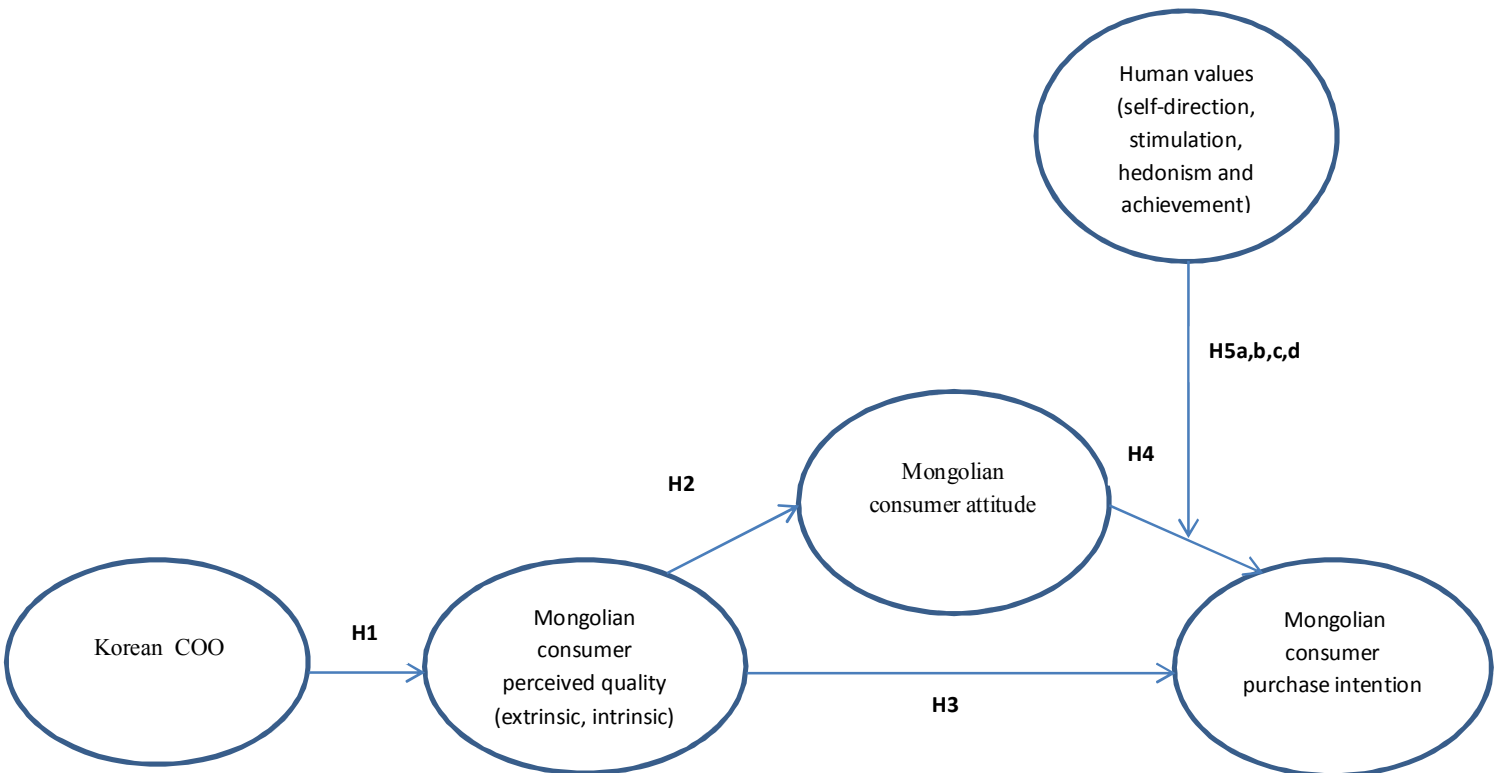 Human values
(self-direction,
stimulation,
hedonism and
achievement)
H5a,b,c,d
H4
H2
Mongolian
consumer attitude
Korean COO
H1
Mongolian
consumer
perceived quality
(extrinsic, intrinsic)
H3
Mongolian
consumer
purchase intention